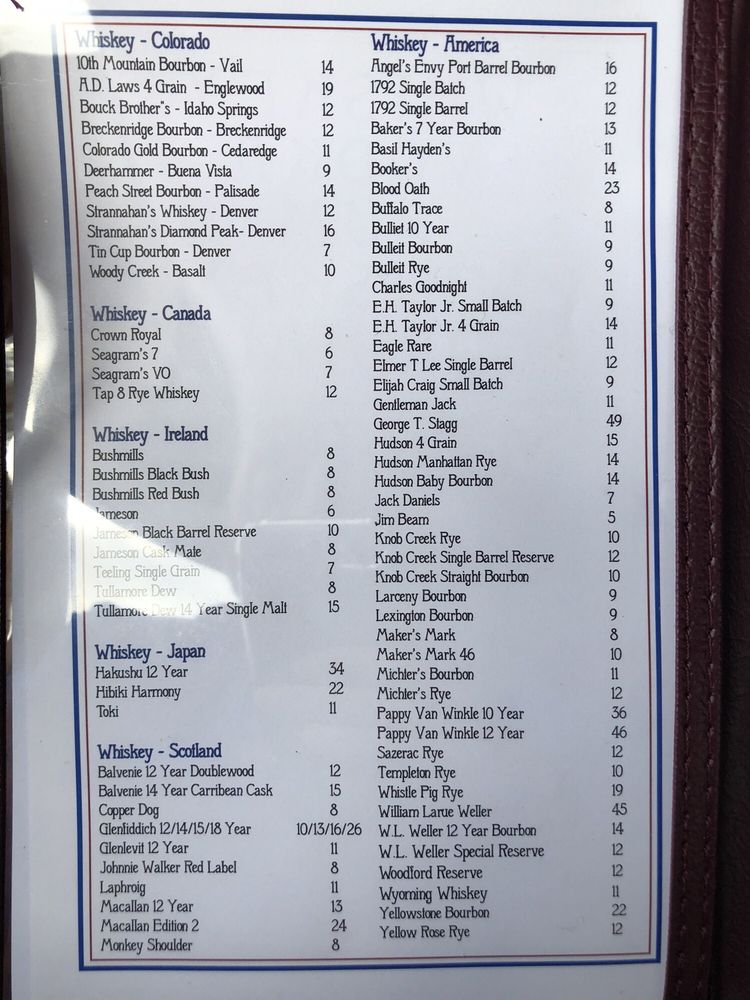 Whiskey - Colorado
10th Mountain Bourbon - Vail 14
A.D. Laws 4 Grain - Englewood 19
Bouck Brother"s - Idaho Springs 12
Breckenridge Bourbon - Breckenridge 12
Colorado Gold Bourbon - Cedaredge 11
Deerhammer - Buena Vista 9
Peach Street Bourbon - Palisade 14
Stranahan's Whiskey - Denver 12
Stranahan's Diamond Peak- Denver 16
Tin Cup Bourbon - Denver 7
Woody Creek - Basalt 10
Whiskey - Canada
Crown Royal 8
Seagram's 7 6
Seagram's VO 7
Tap 8 Rye Whiskey 12
Whiskey - Ireland
Bushmills 8
Bushmills Black Bush 8
Bushmills Red Bush 8
Jameson 6
Jameson Black Barrel Reserve 10
Jameson Cask Mate 8
Teeling Single Grain 7
Tullamore Dew 8
Tullamore Dew 14 Year Single Malt 15
Whiskey - Japan
Hakushu 12 Year 34
Hibiki Harmony 22
Toki 11
Whiskey - Scotland
Balvenie 12 Year Doublewood 12
Balvenie 14 Year Carribean Cask 15
Copper Dog 8
Glenfiddich 12/14/15/18 Year 10/13/16/26
Glenlevit 12 Year 11
Johnnie Walker Red Label 8
Laphroig 11
Macallan 12 Year 13
Macallan Edition 2 24
Monkey Shoulder 8
Whiskey - America
Angel's Envy Port Barrel Bourbon 16
1792 Single Batch 12
1792 Single Barrel 12
Baker's 7 Year Bourbon 13
Basil Hayden's 11
Booker's 14
Blood Oath 23
Buffalo Trace 8
Bulliet 10 Year 11
Bulleit Bourbon 9
Bulleit Rye 9
Charles Goodnight 11
E.H. Taylor Jr. Small Batch 9
E.H. Taylor Jr. 4 Grain 14
Eagle Rare 11
Elmer T Lee Single Barrel 12
Elijah Craig Small Batch 9
Gentleman Jack 11
George T. Stagg 49
Hudson 4 Grain 15
Hudson Manhattan Rye 14
Hudson Baby Bourbon 14
Jack Daniels 7
Jim Beam 5
Knob Creek Rye 10
Knob Creek Single Barrel Reserve 12
Knob Creek Straight Bourbon 10
Larceny Bourbon 9
Lexington Bourbon 9
Maker's Mark 8
Maker's Mark 46 10
Michter's Bourbon 11
Michter's Rye 12
Pappy Van Winkle 10 Year 36
Pappy Van Winkle 12 Year 46
Sazerac Rye 12
Templeton Rye 10
Whistle Pig Rye 19
William Larue Weller 45
W.L. Weller 12 Year Bourbon 14
W.L. Weller Special Reserve 12
Woodford Reserve 12
Wyoming Whiskey 11
Yellowstone Bourbon 22
Yellow Rose Rye 12